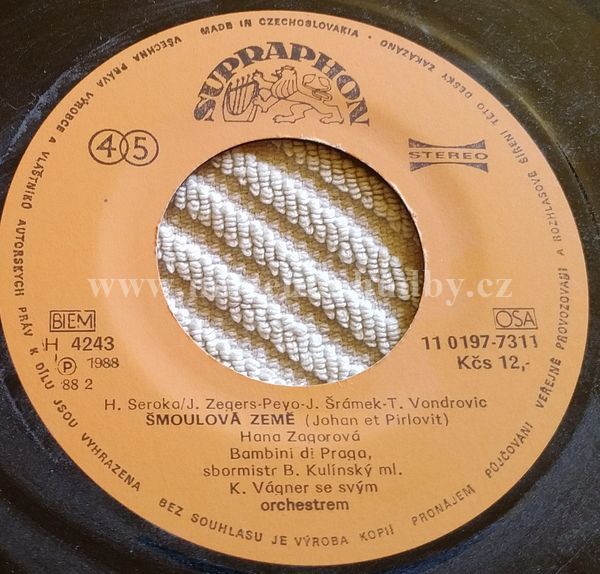 MADE IN CZECHOSLOVAKIA • ZAKÁZÁNO
VŠECHNA PRÁVA VÝROBCE A VLASTNÍKŮ AUTORSKÝCH PRÁV K DÍLU JSOU VYHRAZENA
BEZ SOUHLASU JE VÝROBA KOPIÍ PRONÁJEM PŮJČOVÁNÍ VEŘEJNÉ PROVOZOVÁNÍ A ROZHLASOVÉ ŠÍŘENÍ TÉTO DESKY
SUPRAPHON
45
STEREO
.cz
BIEM
OSA
H 4243
11 0197-7311
Ⓟ 1988
Kčs 12,-
88 2
H. Seroka/J. Zegers-Peyo-J. Šrámek-T. Vondrovic
ŠMOULOVÁ ZEMĚ (Johan et Pirlovit)
Hana Zagorová
Bambini di Praga,
sbormistr B. Kulínský ml.
K. Vágner se svým
orchestrem